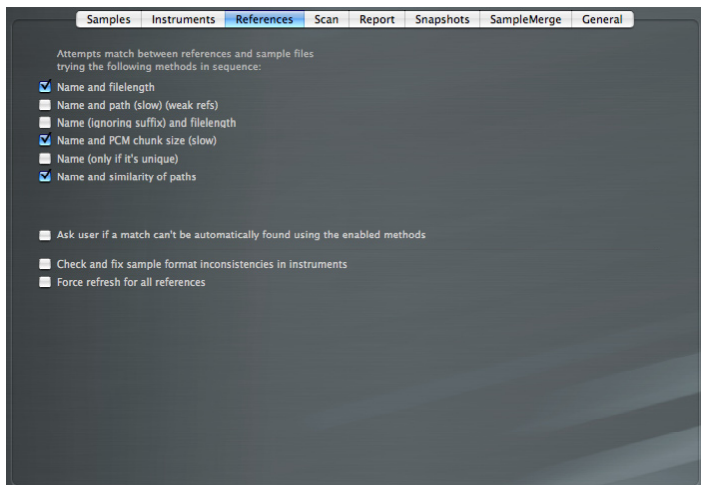 Samples Instruments References Scan Report Snapshots SampleMerge General
Attempts match between references and sample files
trying the following methods in sequence:
Name and filelength
Name and path (slow) (weak refs)
Name (ignoring suffix) and filelength
Name and PCM chunk size (slow)
Name (only if it's unique)
Name and similarity of paths
Ask user if a match can't be automatically found using the enabled methods
Check and fix sample format inconsistencies in instruments
Force refresh for all references